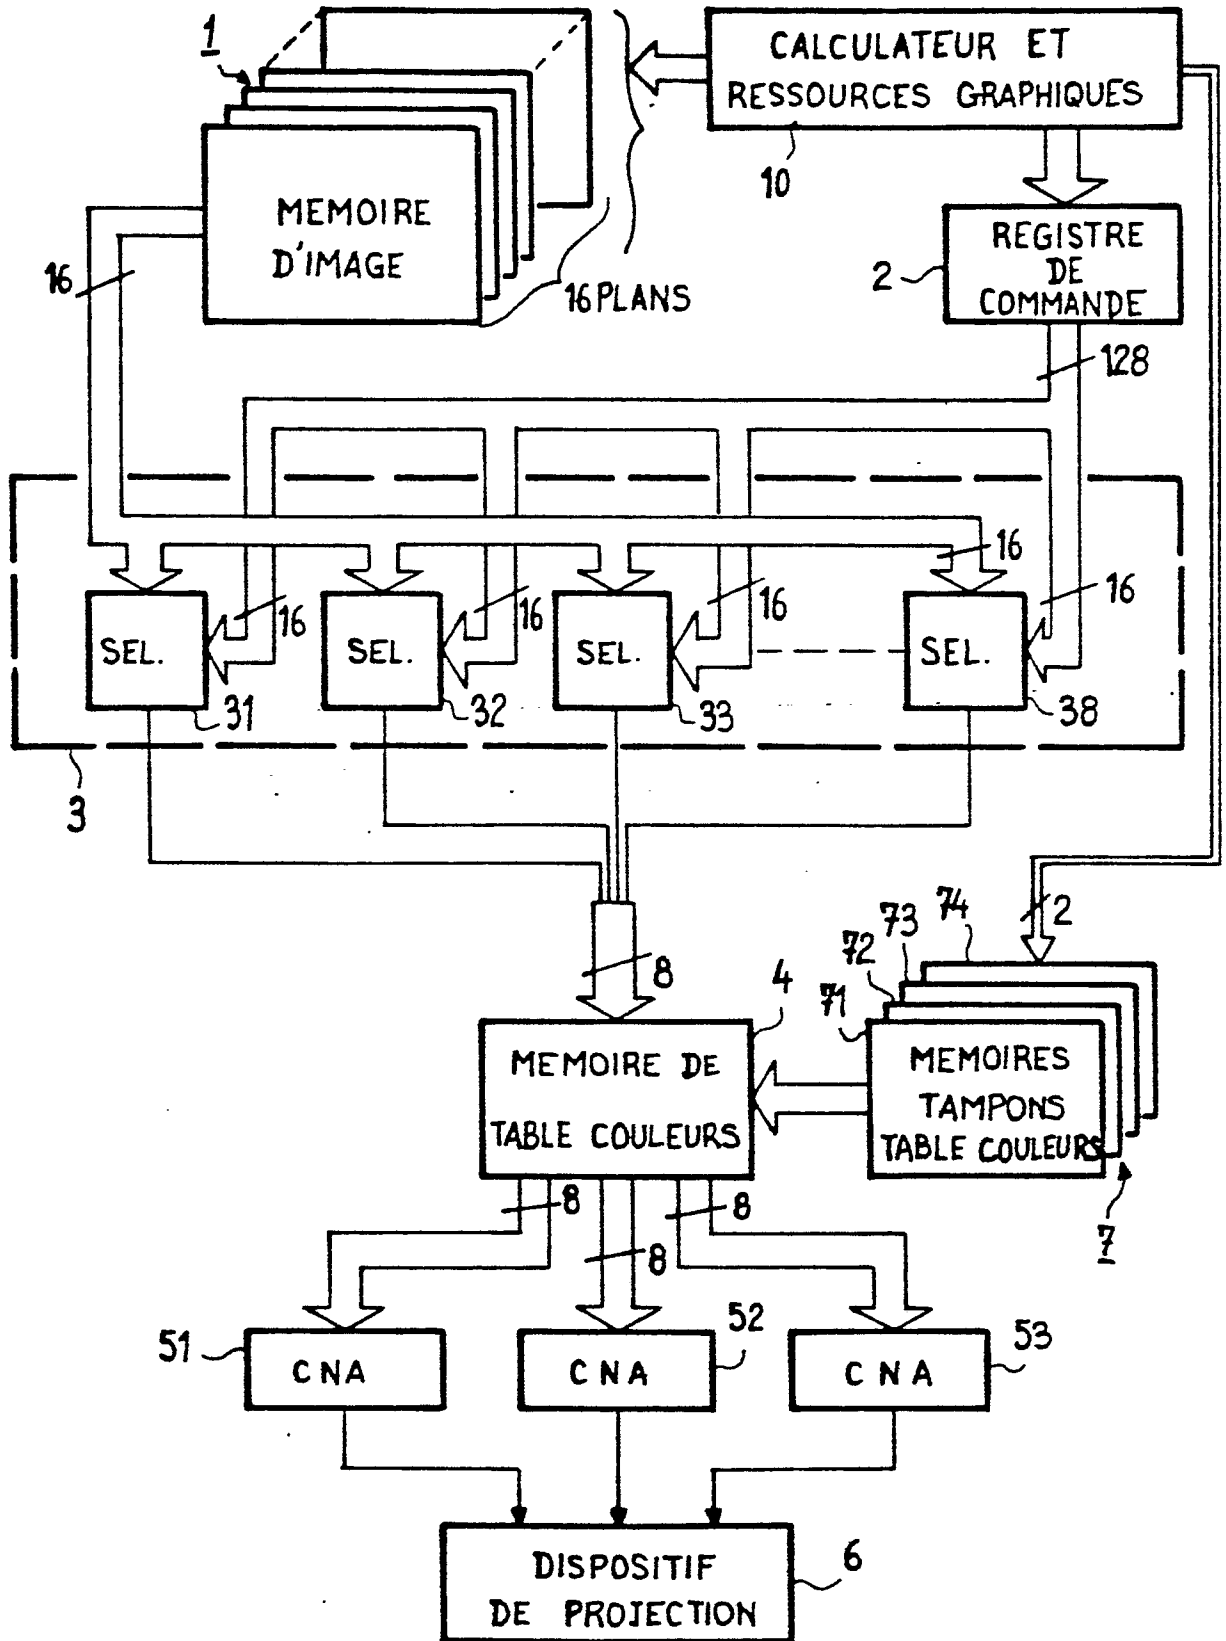 1
CALCULATEUR ET
RESSOURCES GRAPHIQUES
10
MEMOIRE
D'IMAGE
16 PLANS
16
REGISTRE
DE
COMMANDE
2
128
16
16
16
16
16
SEL.
SEL.
SEL.
SEL.
31
32
33
38
3
8
2
74
73
72
71
4
MEMOIRE DE
TABLE COULEURS
MEMOIRES
TAMPONS
TABLE COULEURS
7
8
8
8
51
52
53
CNA
CNA
CNA
DISPOSITIF
DE PROJECTION
6